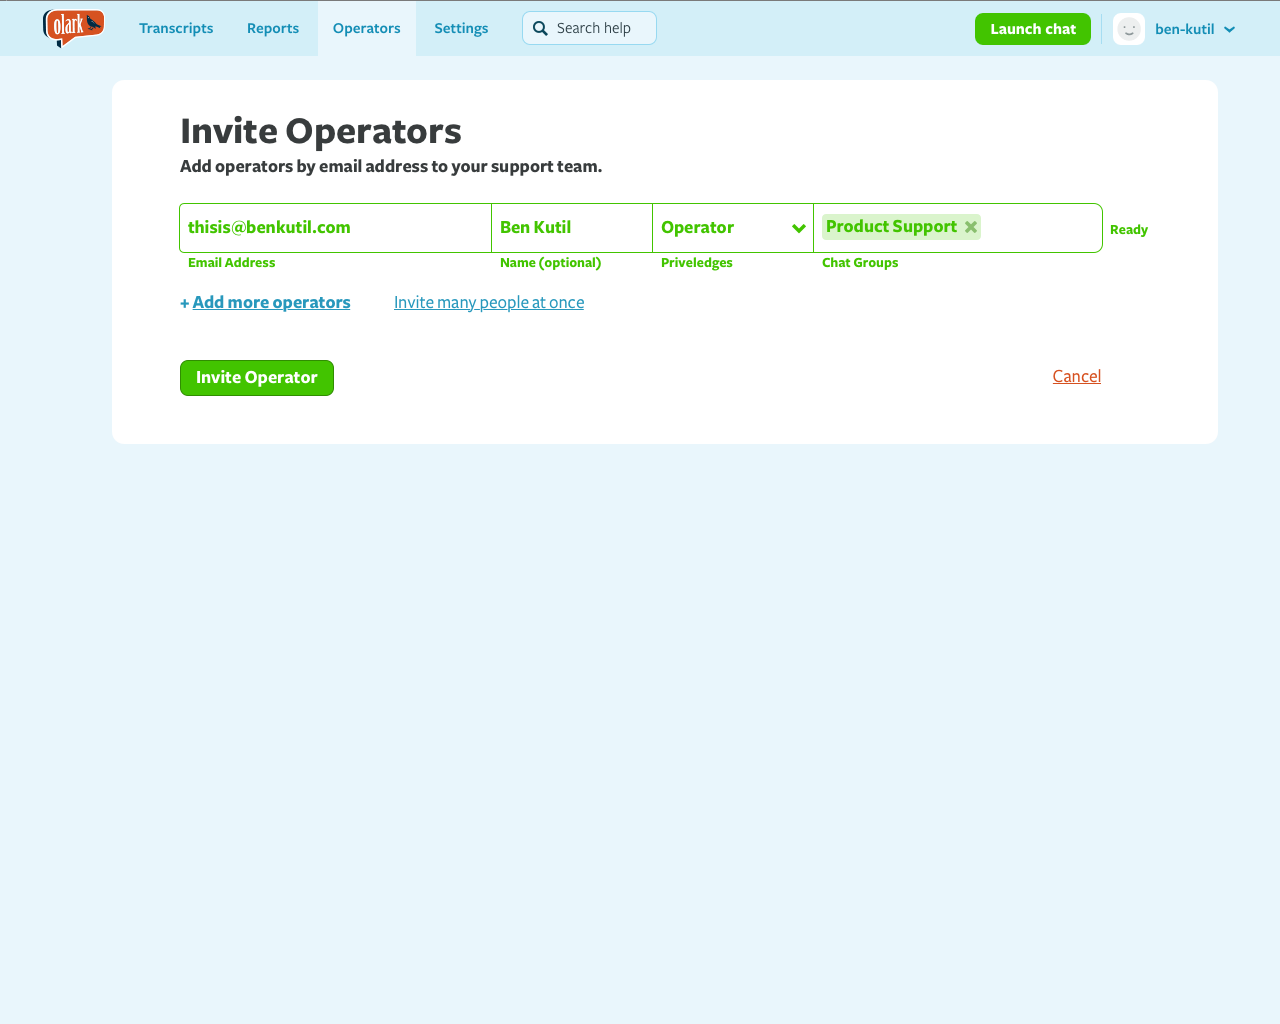 olark Transcripts Reports Operators Settings Search help Launch chat ben-kutil
Invite Operators
Add operators by email address to your support team.
thisis@benkutil.com Ben Kutil Operator Product Support Ready
Email Address Name (optional) Priveledges Chat Groups
+ Add more operators Invite many people at once
Invite Operator Cancel